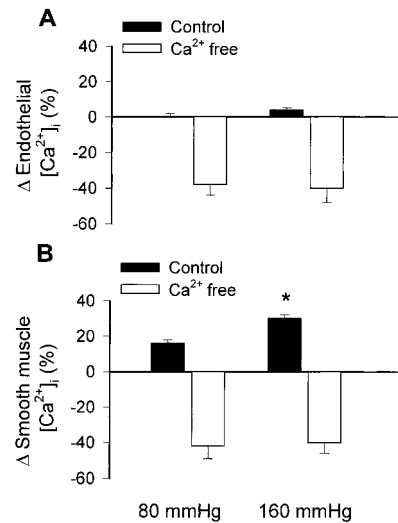 A
Control
Ca²⁺ free
40
20
0
-20
-40
-60
Δ Endothelial
[Ca²⁺]i (%)
B
Control
Ca²⁺ free
40
20
0
-20
-40
-60
*
Δ Smooth muscle
[Ca²⁺]i (%)
80 mmHg
160 mmHg